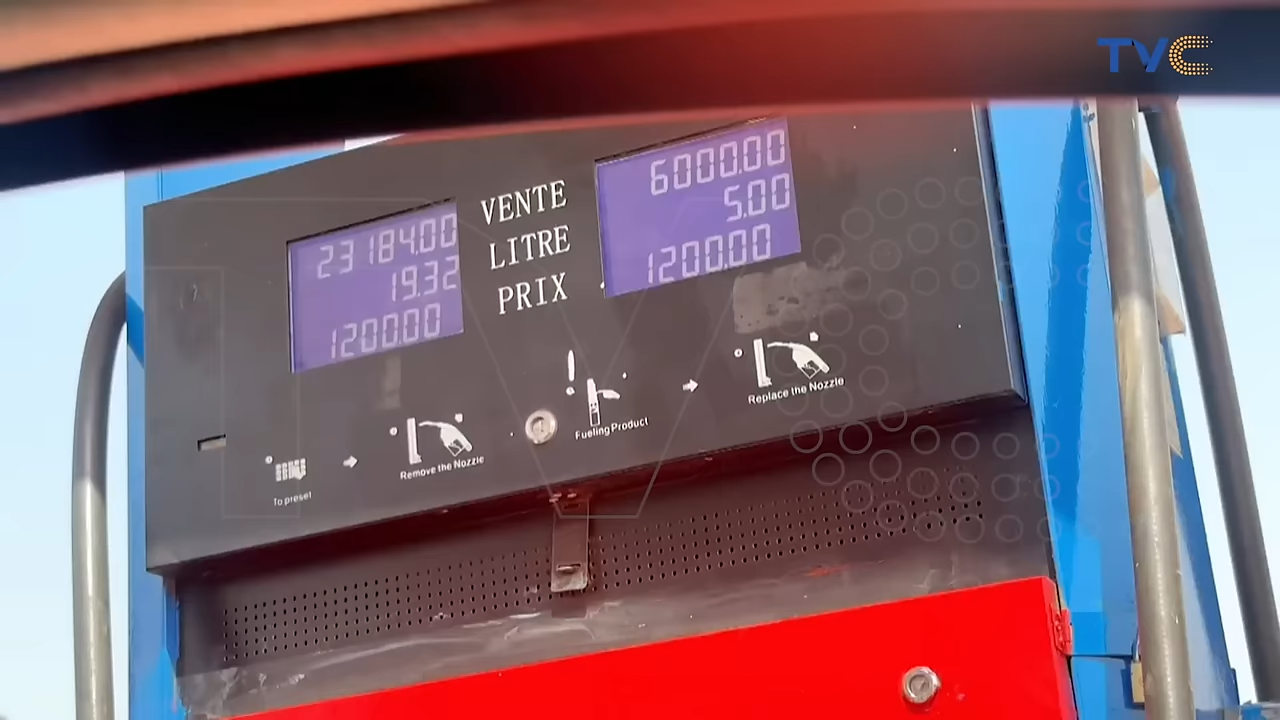 TVC
23184.00
19.32
1200.00
VENTE
LITRE
PRIX
6000.00
5.00
1200.00
To preset
Remove the Nozzle
Fueling Product
Replace the Nozzle